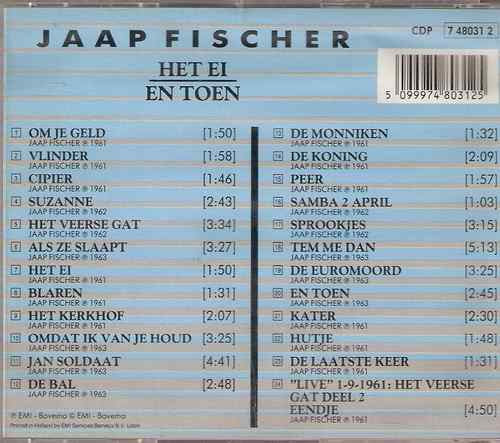 JAAP FISCHER
CDP 7 48031 2
HET EI
EN TOEN
5 099974 803125
1 OM JE GELD [1:50]
JAAP FISCHER ℗ 1961
2 VLINDER [1:58]
JAAP FISCHER ℗ 1961
3 CIPIER [1:46]
JAAP FISCHER ℗ 1961
4 SUZANNE [2:43]
JAAP FISCHER ℗ 1962
5 HET VEERSE GAT [3:34]
JAAP FISCHER ℗ 1962
6 ALS ZE SLAAPT [3:27]
JAAP FISCHER ℗ 1963
7 HET EI [1:50]
JAAP FISCHER ℗ 1961
8 BLAREN [1:31]
JAAP FISCHER ℗ 1961
9 HET KERKHOF [2:07]
JAAP FISCHER ℗ 1961
10 OMDAT IK VAN JE HOUD [3:25]
JAAP FISCHER ℗ 1963
11 JAN SOLDAAT [4:41]
JAAP FISCHER ℗ 1963
12 DE BAL [2:48]
JAAP FISCHER ℗ 1963
13 DE MONNIKEN [1:32]
JAAP FISCHER ℗ 1961
14 DE KONING [2:09]
JAAP FISCHER ℗ 1961
15 PEER [1:57]
JAAP FISCHER ℗ 1961
16 SAMBA 2 APRIL [1:03]
JAAP FISCHER ℗ 1962
17 SPROOKJES [3:15]
JAAP FISCHER ℗ 1962
18 TEM ME DAN [5:13]
JAAP FISCHER ℗ 1963
19 DE EUROMOORD [3:25]
JAAP FISCHER ℗ 1963
20 EN TOEN [2:45]
JAAP FISCHER ℗ 1963
21 KATER [2:30]
JAAP FISCHER ℗ 1961
22 HUTJE [1:48]
JAAP FISCHER ℗ 1961
23 DE LAATSTE KEER [1:31]
JAAP FISCHER ℗ 1961
24 "LIVE" 1-9-1961: HET VEERSE
GAT DEEL 2
EENDJE [4:50]
JAAP FISCHER ℗ 1961
℗ EMI - Bovema © EMI - Bovema
Printed in Holland by EMI Services Benelux B.V. Uden